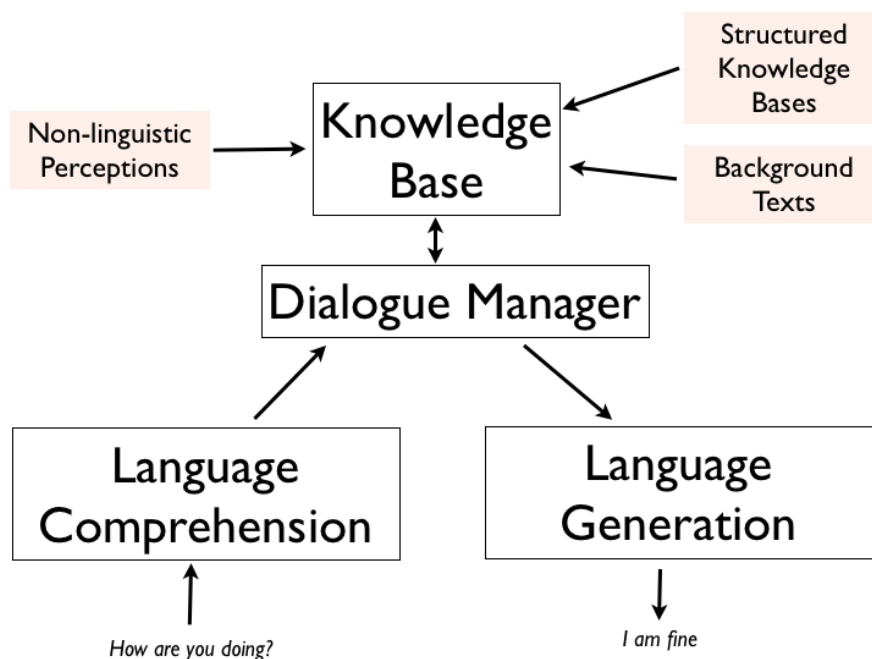 Structured
Knowledge
Bases
Knowledge
Base
Non-linguistic
Perceptions
Background
Texts
Dialogue Manager
Language
Comprehension
Language
Generation
How are you doing?
I am fine